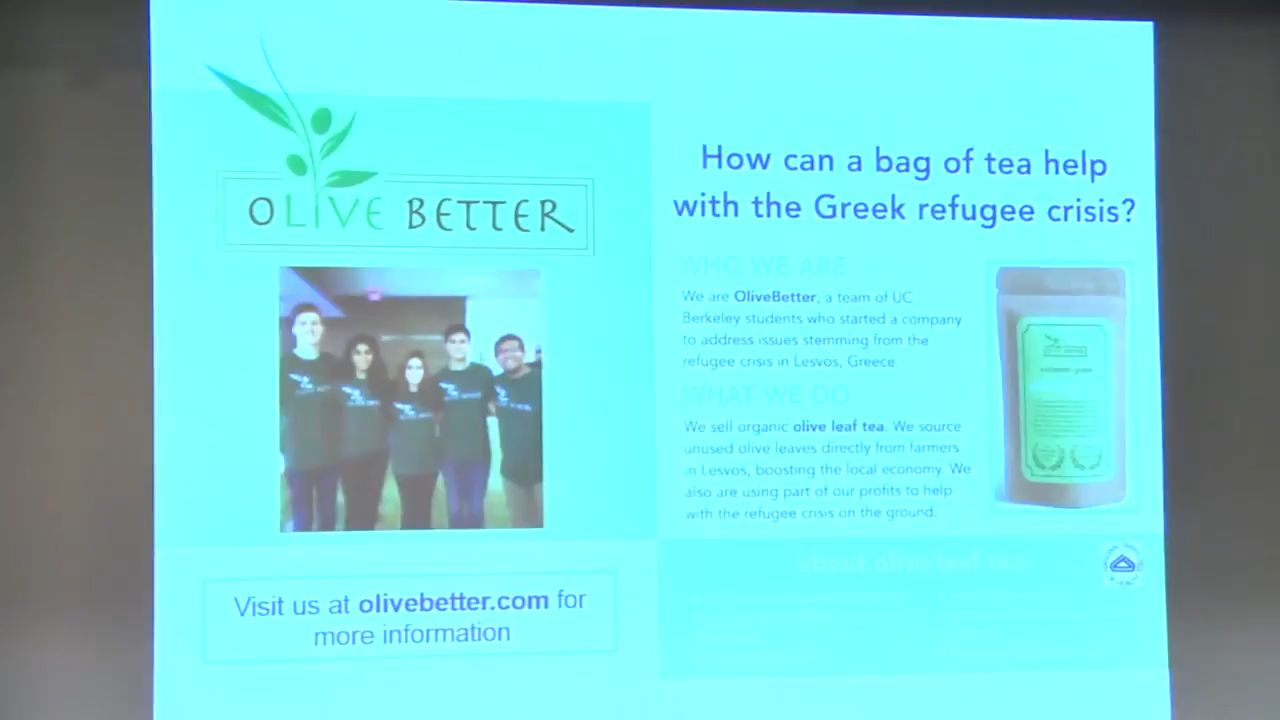 OLIVE BETTER
How can a bag of tea help
with the Greek refugee crisis?
WHO WE ARE
We are OliveBetter, a team of UC
Berkeley students who started a company
to address issues stemming from the
refugee crisis in Lesvos, Greece.
WHAT WE DO
We sell organic olive leaf tea. We source
unused olive leaves directly from farmers
in Lesvos, boosting the local economy. We
also are using part of our profits to help
with the refugee crisis on the ground.
OLIVE BETTER
about olive leaf tea
Visit us at olivebetter.com for
more information